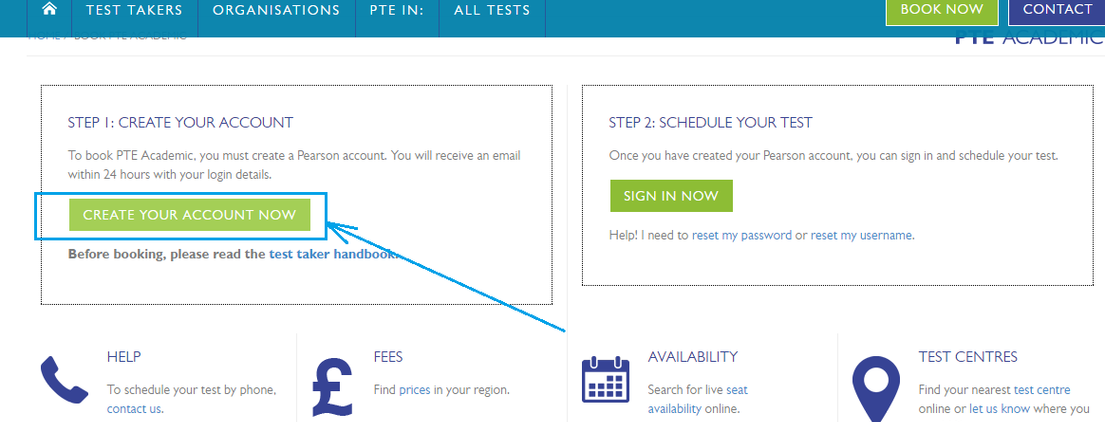 TEST TAKERS ORGANISATIONS PTE IN: ALL TESTS BOOK NOW CONTACT
HOME / BOOK PTE ACADEMIC PTE ACADEMIC
STEP 1: CREATE YOUR ACCOUNT
To book PTE Academic, you must create a Pearson account. You will receive an email
within 24 hours with your login details.
CREATE YOUR ACCOUNT NOW
Before booking, please read the test taker handbook.
STEP 2: SCHEDULE YOUR TEST
Once you have created your Pearson account, you can sign in and schedule your test.
SIGN IN NOW
Help! I need to reset my password or reset my username.
HELP
To schedule your test by phone,
contact us.
FEES
Find prices in your region.
AVAILABILITY
Search for live seat
availability online.
TEST CENTRES
Find your nearest test centre
online or let us know where you